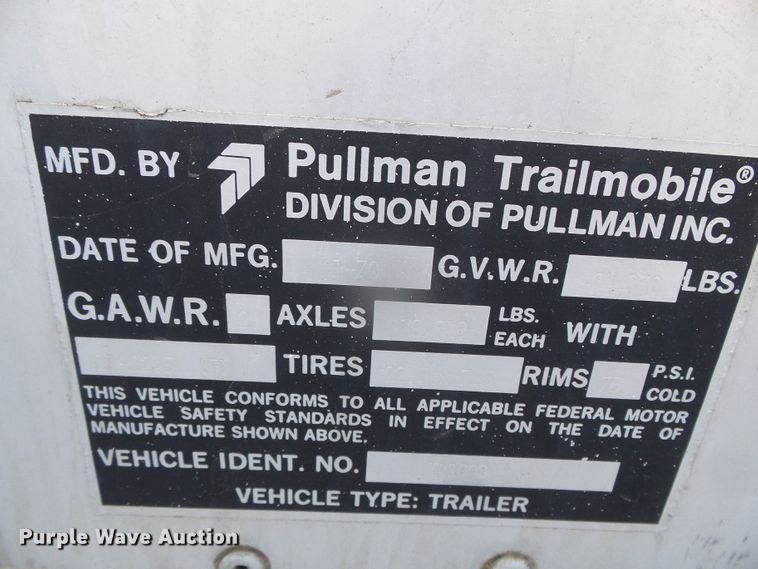 MFD. BY Pullman Trailmobile®
DIVISION OF PULLMAN INC.
DATE OF MFG. G.V.W.R. LBS.
G.A.W.R. 2 AXLES LBS. EACH WITH
TIRES RIMS P.S.I. COLD
THIS VEHICLE CONFORMS TO ALL APPLICABLE FEDERAL MOTOR
VEHICLE SAFETY STANDARDS IN EFFECT ON THE DATE OF
MANUFACTURE SHOWN ABOVE.
VEHICLE IDENT. NO.
VEHICLE TYPE: TRAILER
Purple Wave Auction